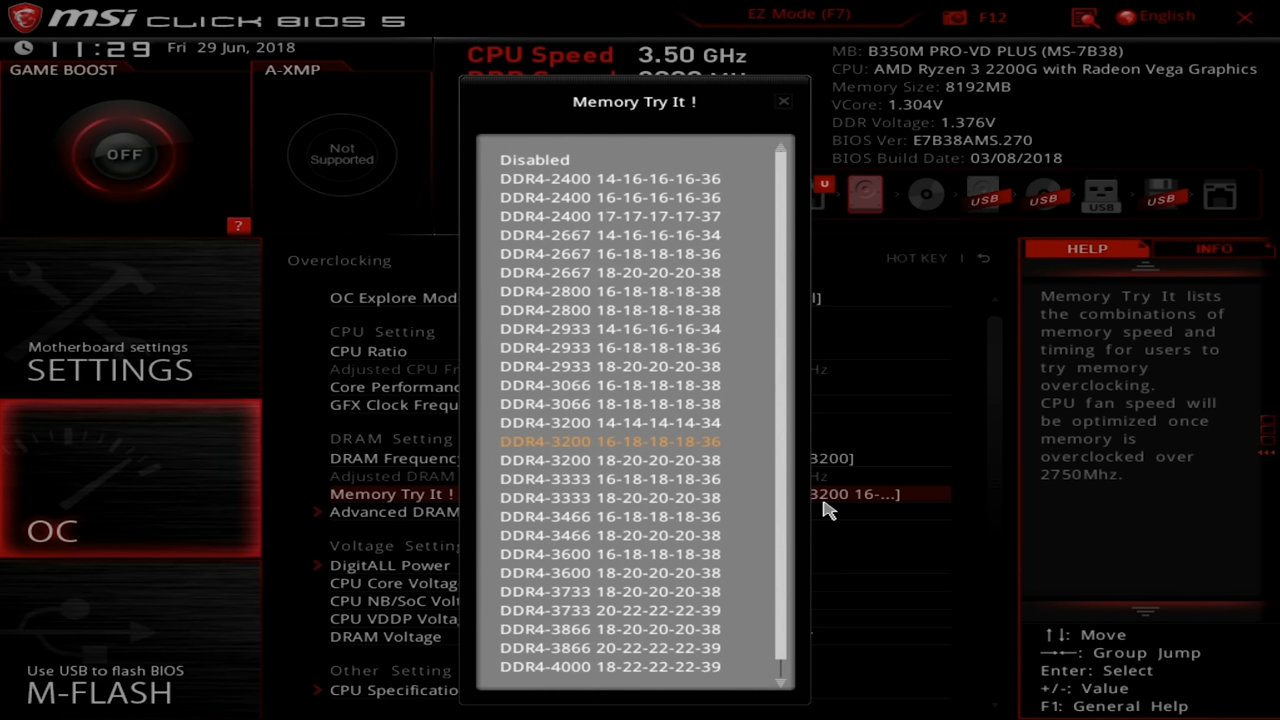 msi CLICK BIOS 5
EZ Mode (F7)
F12
English
11:29 Fri 29 Jun, 2018
GAME BOOST
A-XMP
OFF
Not
Supported
?
CPU Speed 3.50 GHz
MB: B350M PRO-VD PLUS (MS-7B38)
CPU: AMD Ryzen 3 2200G with Radeon Vega Graphics
Memory Size: 8192MB
VCore: 1.304V
DDR Voltage: 1.376V
BIOS Ver: E7B38AMS.270
BIOS Build Date: 03/08/2018
U
USB
USB
USB
USB
Motherboard settings
SETTINGS
OC
Use USB to flash BIOS
M-FLASH
Overclocking
HOT KEY
OC Explore Mod
l]
CPU Setting
CPU Ratio
Adjusted CPU Fr
Hz
Core Performanc
GFX Clock Frequ
DRAM Setting
DRAM Frequency
3200]
Adjusted DRAM
Hz
Memory Try It !
3200 16-...]
Advanced DRAM
Voltage Setting
DigitALL Power
CPU Core Voltag
CPU NB/SoC Volt
CPU VDDP Voltag
DRAM Voltage
Other Setting
CPU Specificatio
Memory Try It !
Disabled
DDR4-2400 14-16-16-16-36
DDR4-2400 16-16-16-16-36
DDR4-2400 17-17-17-17-37
DDR4-2667 14-16-16-16-34
DDR4-2667 16-18-18-18-36
DDR4-2667 18-20-20-20-38
DDR4-2800 16-18-18-18-38
DDR4-2800 18-18-18-18-38
DDR4-2933 14-16-16-16-34
DDR4-2933 16-18-18-18-36
DDR4-2933 18-20-20-20-38
DDR4-3066 16-18-18-18-38
DDR4-3066 18-18-18-18-38
DDR4-3200 14-14-14-14-34
DDR4-3200 16-18-18-18-36
DDR4-3200 18-20-20-20-38
DDR4-3333 16-18-18-18-36
DDR4-3333 18-20-20-20-38
DDR4-3466 16-18-18-18-36
DDR4-3466 18-20-20-20-38
DDR4-3600 16-18-18-18-38
DDR4-3600 18-20-20-20-38
DDR4-3733 18-20-20-20-38
DDR4-3733 20-22-22-22-39
DDR4-3866 18-20-20-20-38
DDR4-3866 20-22-22-22-39
DDR4-4000 18-22-22-22-39
HELP
INFO
Memory Try It lists
the combinations of
memory speed and
timing for users to
try memory
overclocking.
CPU fan speed will
be optimized once
memory is
overclocked over
2750Mhz.
↑↓: Move
→←: Group Jump
Enter: Select
+/-: Value
F1: General Help